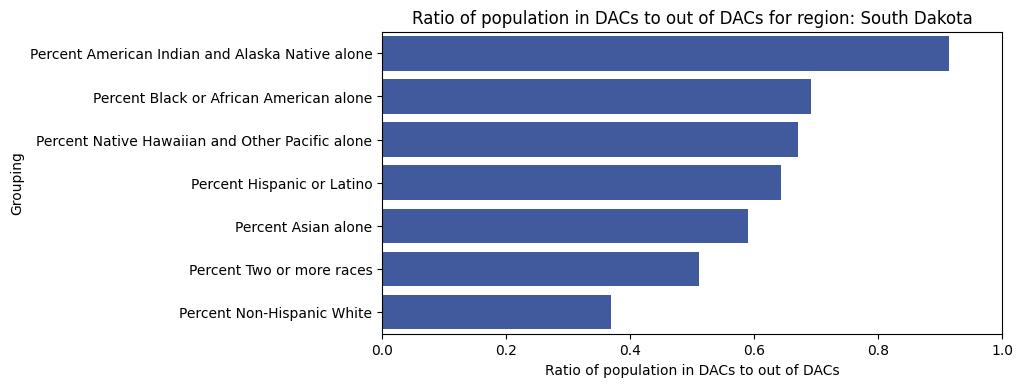 Ratio of population in DACs to out of DACs for region: South Dakota
Grouping
Percent American Indian and Alaska Native alone
Percent Black or African American alone
Percent Native Hawaiian and Other Pacific alone
Percent Hispanic or Latino
Percent Asian alone
Percent Two or more races
Percent Non-Hispanic White
0.0 0.2 0.4 0.6 0.8 1.0
Ratio of population in DACs to out of DACs